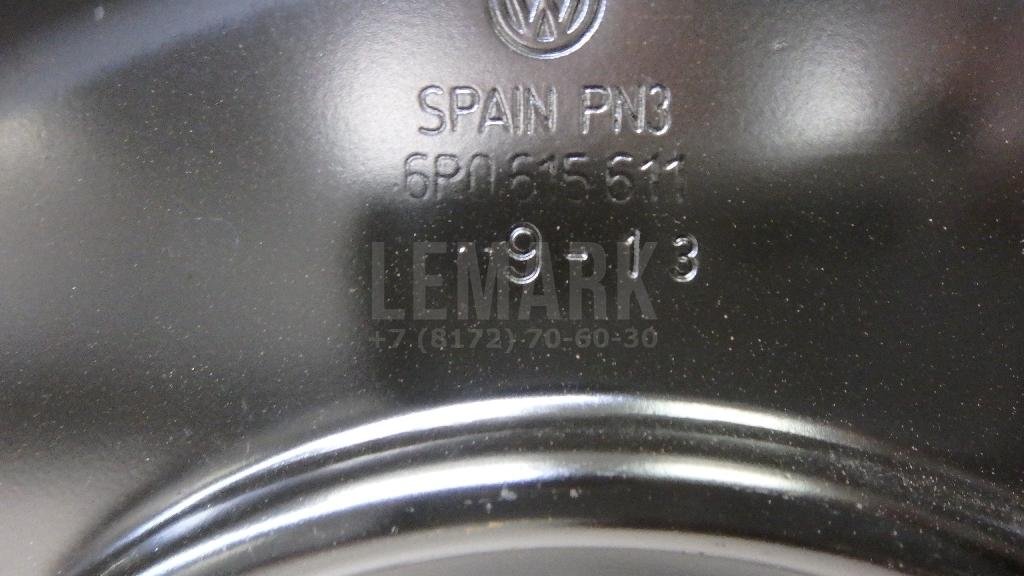 SPAIN PN3
6P0 615 611
9-13
LEMARK
+7 (8172) 70-60-30